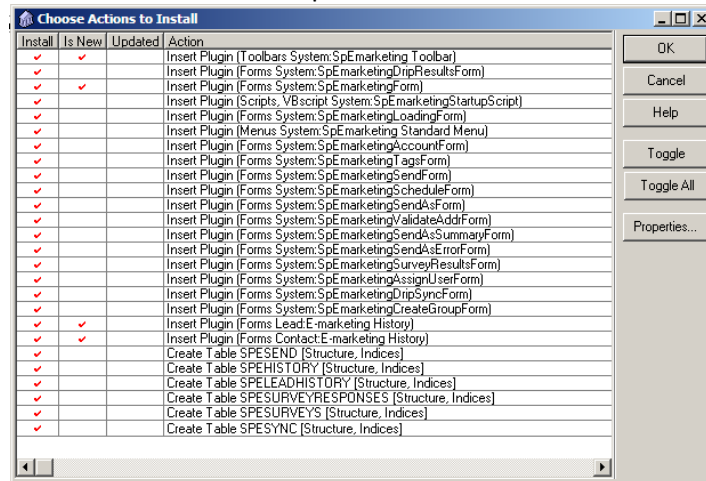 Choose Actions to Install
Install Is New Updated Action
Insert Plugin (Toolbars System:SpEmarketing Toolbar)
Insert Plugin (Forms System:SpEmarketingDripResultsForm)
Insert Plugin (Forms System:SpEmarketingForm)
Insert Plugin (Scripts, VBscript System:SpEmarketingStartupScript)
Insert Plugin (Forms System:SpEmarketingLoadingForm)
Insert Plugin (Menus System:SpEmarketing Standard Menu)
Insert Plugin (Forms System:SpEmarketingAccountForm)
Insert Plugin (Forms System:SpEmarketingTagsForm)
Insert Plugin (Forms System:SpEmarketingSendForm)
Insert Plugin (Forms System:SpEmarketingScheduleForm)
Insert Plugin (Forms System:SpEmarketingSendAsForm)
Insert Plugin (Forms System:SpEmarketingValidateAddrForm)
Insert Plugin (Forms System:SpEmarketingSendAsSummaryForm)
Insert Plugin (Forms System:SpEmarketingSendAsErrorForm)
Insert Plugin (Forms System:SpEmarketingSurveyResultsForm)
Insert Plugin (Forms System:SpEmarketingAssignUserForm)
Insert Plugin (Forms System:SpEmarketingDripSyncForm)
Insert Plugin (Forms System:SpEmarketingCreateGroupForm)
Insert Plugin (Forms Lead:E-marketing History)
Insert Plugin (Forms Contact:E-marketing History)
Create Table SPESEND [Structure, Indices]
Create Table SPEHISTORY [Structure, Indices]
Create Table SPELEADHISTORY [Structure, Indices]
Create Table SPESURVEYRESPONSES [Structure, Indices]
Create Table SPESURVEYS [Structure, Indices]
Create Table SPESYNC [Structure, Indices]
OK
Cancel
Help
Toggle
Toggle All
Properties...